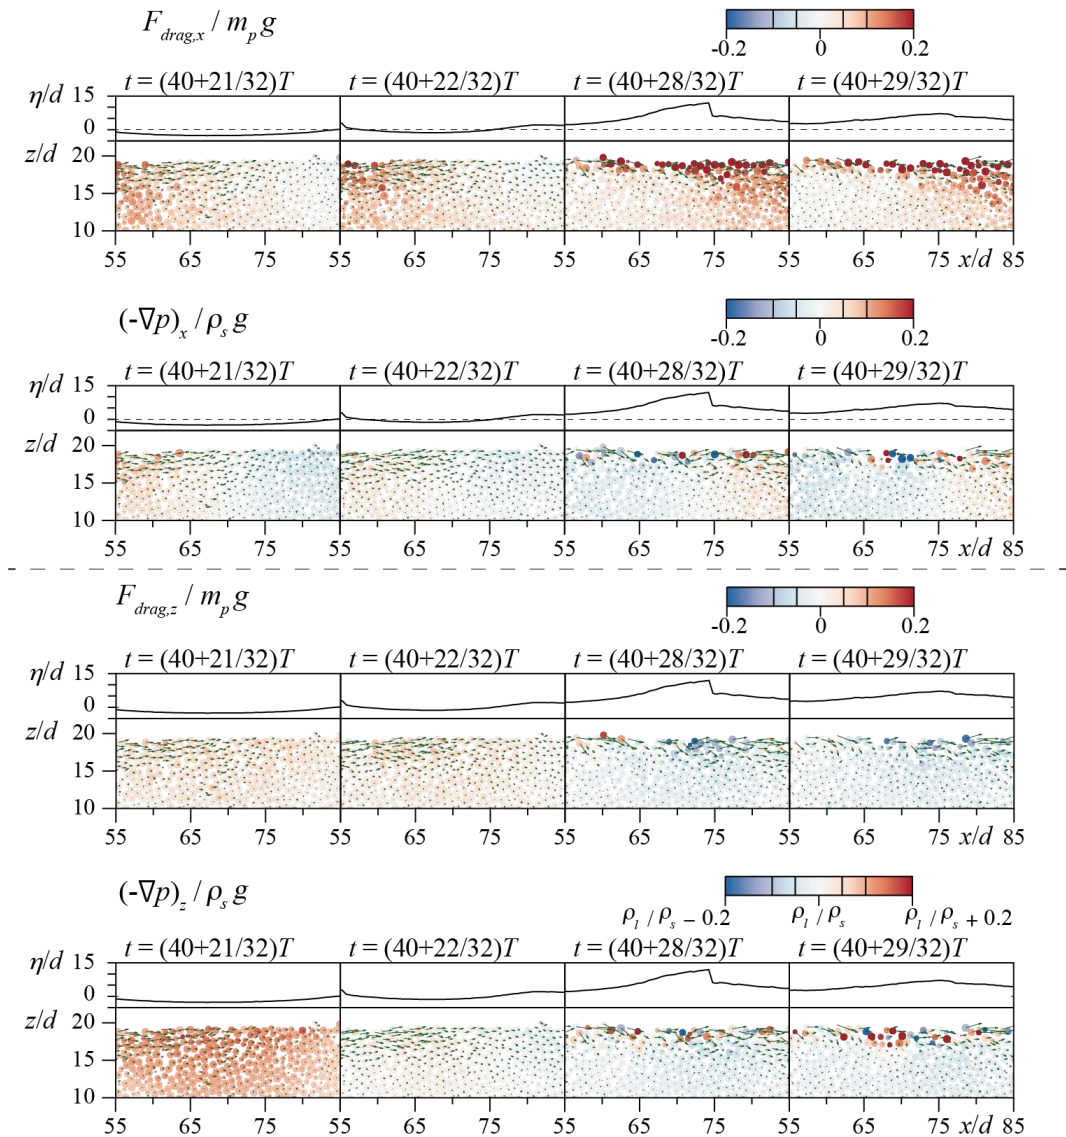 F_{drag,x} / m_p g
-0.2 0 0.2
t = (40+21/32)T t = (40+22/32)T t = (40+28/32)T t = (40+29/32)T
η/d 15
0
z/d 20
15
10
55 65 75 55 65 75 55 65 75 55 65 75 x/d 85
(-∇p)_x / ρ_s g
-0.2 0 0.2
t = (40+21/32)T t = (40+22/32)T t = (40+28/32)T t = (40+29/32)T
η/d 15
0
z/d 20
15
10
55 65 75 55 65 75 55 65 75 55 65 75 x/d 85
F_{drag,z} / m_p g
-0.2 0 0.2
t = (40+21/32)T t = (40+22/32)T t = (40+28/32)T t = (40+29/32)T
η/d 15
0
z/d 20
15
10
55 65 75 55 65 75 55 65 75 55 65 75 x/d 85
(-∇p)_z / ρ_s g
ρ_l / ρ_s - 0.2 ρ_l / ρ_s ρ_l / ρ_s + 0.2
t = (40+21/32)T t = (40+22/32)T t = (40+28/32)T t = (40+29/32)T
η/d 15
0
z/d 20
15
10
55 65 75 55 65 75 55 65 75 55 65 75 x/d 85